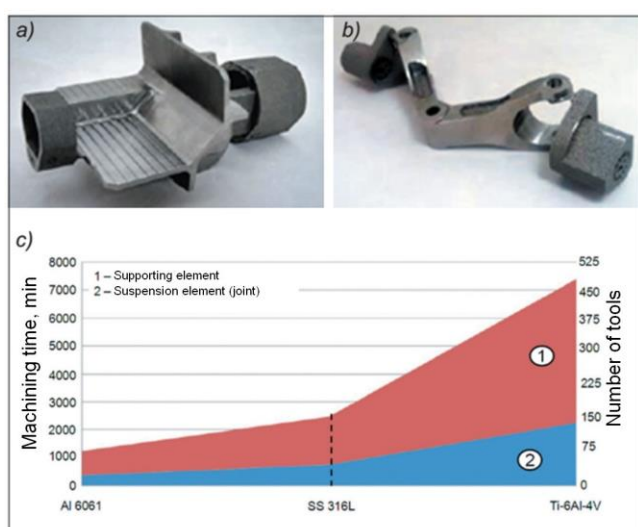 a)
b)
c)
1 – Supporting element
2 – Suspension element (joint)
Machining time, min
8000
7000
6000
5000
4000
3000
2000
1000
0
Number of tools
525
450
375
300
225
150
75
0
1
2
Al 6061
SS 316L
Ti-6Al-4V